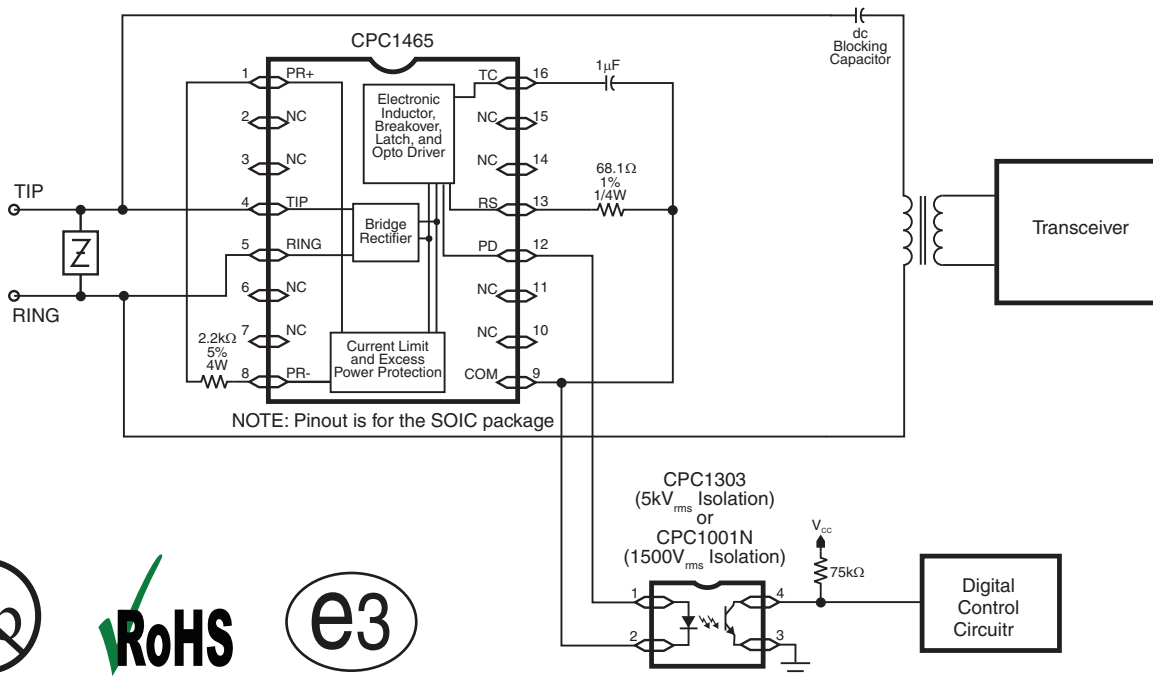 dc
Blocking
Capacitor
CPC1465
1 PR+
2 NC
3 NC
4 TIP
5 RING
6 NC
7 NC
8 PR-
TC 16
NC 15
NC 14
RS 13
PD 12
NC 11
NC 10
COM 9
Electronic
Inductor,
Breakover,
Latch, and
Opto Driver
Bridge
Rectifier
Current Limit
and Excess
Power Protection
1μF
68.1Ω
1%
1/4W
TIP
RING
2.2kΩ
5%
4W
Transceiver
NOTE: Pinout is for the SOIC package
CPC1303
(5kVrms Isolation)
or
CPC1001N
(1500Vrms Isolation)
1
2
4
3
Vcc
75kΩ
Digital
Control
Circuitr
RoHS
e3